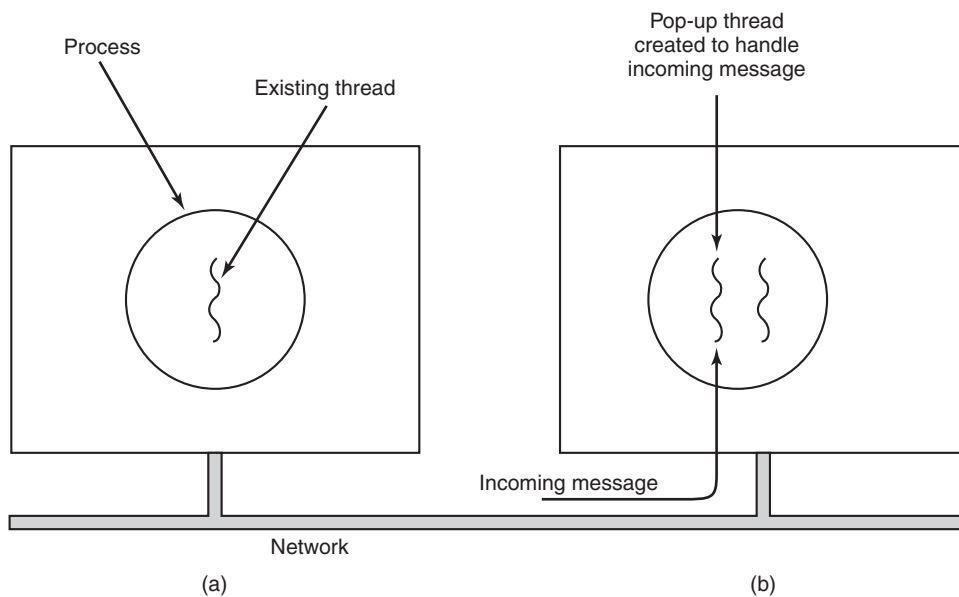 Process
Existing thread
Pop-up thread
created to handle
incoming message
Incoming message
Network
(a)
(b)